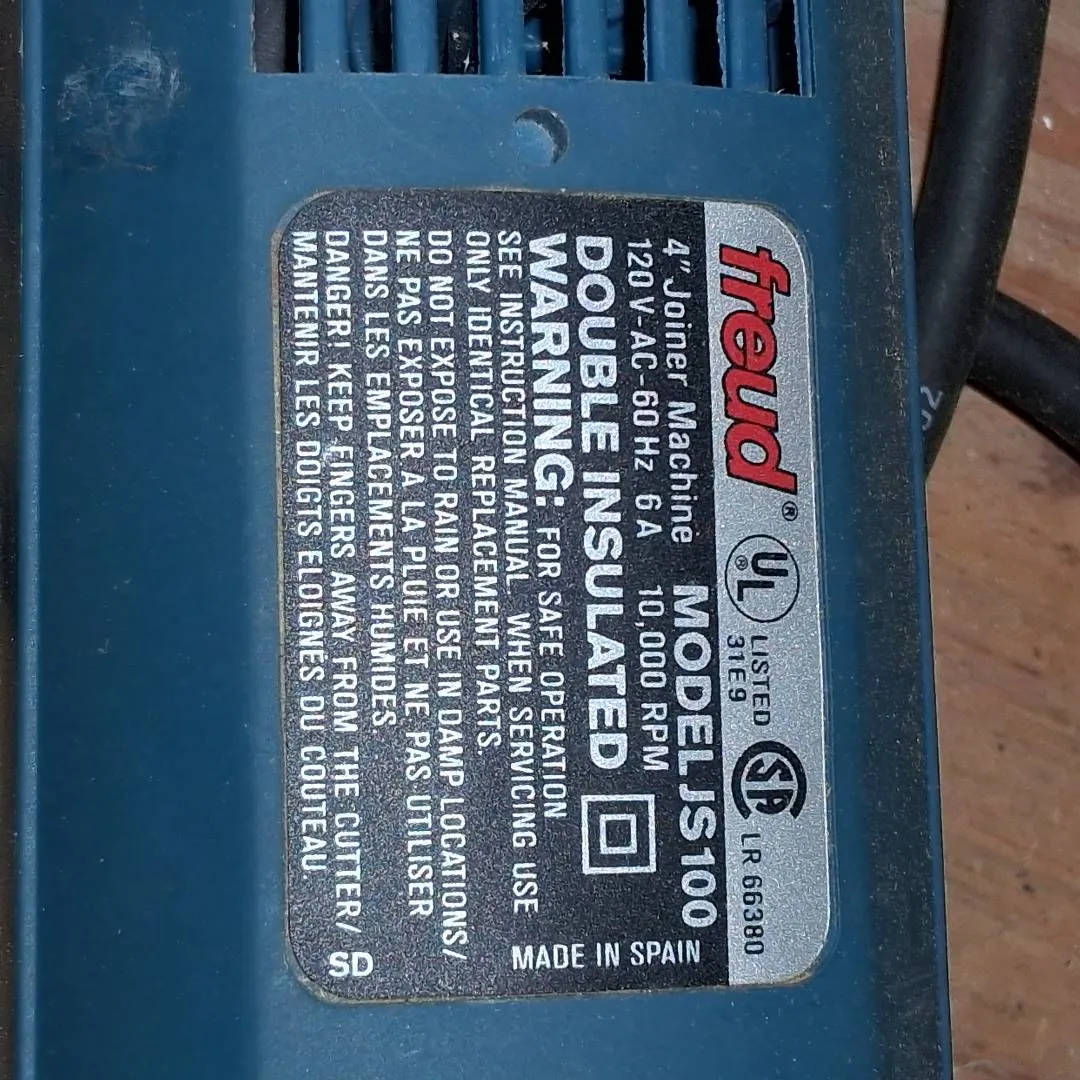 freud® UL® LISTED 31E9 SA LR 66380
4" Joiner Machine MODEL JS100
120 V-AC-60 Hz 6 A 10,000 RPM
DOUBLE INSULATED
WARNING: FOR SAFE OPERATION
SEE INSTRUCTION MANUAL. WHEN SERVICING USE
ONLY IDENTICAL REPLACEMENT PARTS.
MADE IN SPAIN
DO NOT EXPOSE TO RAIN OR USE IN DAMP LOCATIONS/
NE PAS EXPOSER A LA PLUIE ET NE PAS UTILISER
DANS LES EMPLACEMENTS HUMIDES.
DANGER! KEEP FINGERS AWAY FROM THE CUTTER/
MANTENIR LES DOIGTS ELOIGNES DU COUTEAU
SD